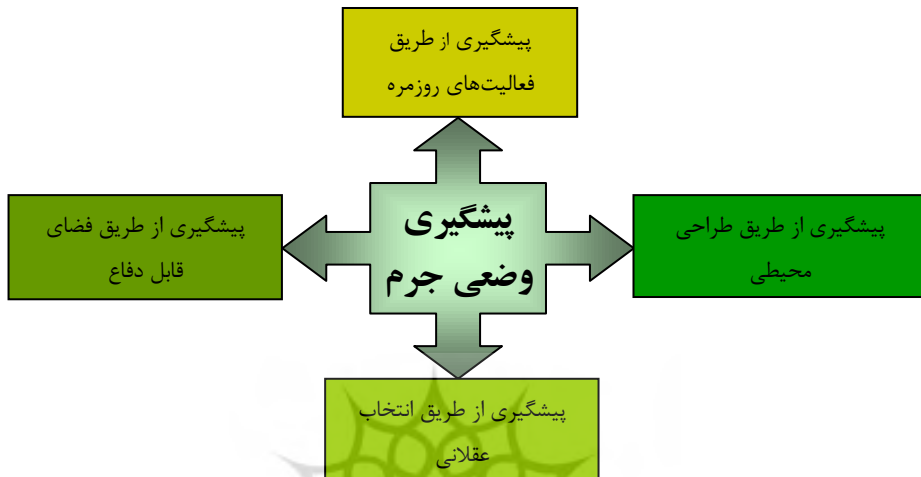 پیشگیری از طریق
فعالیت‌های روزمره
پیشگیری از طریق طراحی
محیطی
پیشگیری
وضعی جرم
پیشگیری از طریق فضای
قابل دفاع
پیشگیری از طریق انتخاب
عقلانی